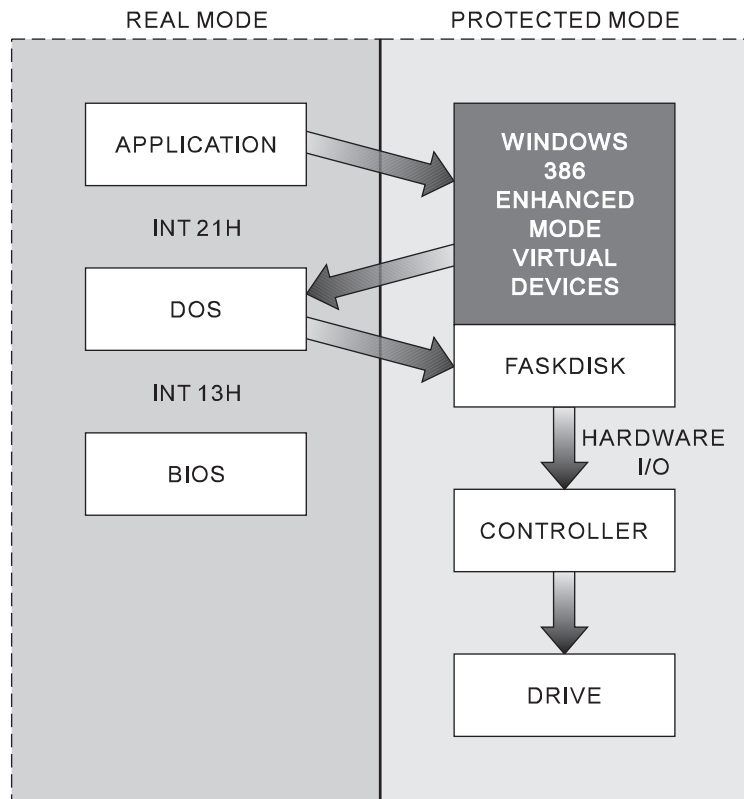 REAL MODE
PROTECTED MODE
APPLICATION
INT 21H
DOS
INT 13H
BIOS
WINDOWS
386
ENHANCED
MODE
VIRTUAL
DEVICES
FASKDISK
HARDWARE
I/O
CONTROLLER
DRIVE